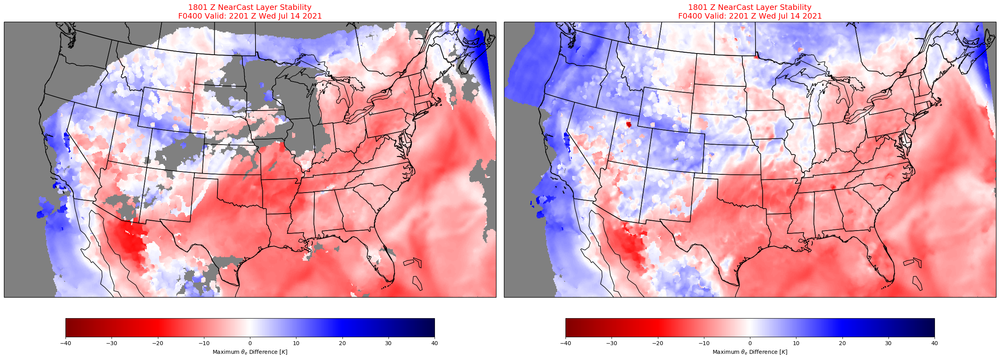 1801 Z NearCast Layer Stability
F0400 Valid: 2201 Z Wed Jul 14 2021
−40 −30 −20 −10 0 10 20 30 40
Maximum θe Difference [K]
1801 Z NearCast Layer Stability
F0400 Valid: 2201 Z Wed Jul 14 2021
−40 −30 −20 −10 0 10 20 30 40
Maximum θe Difference [K]